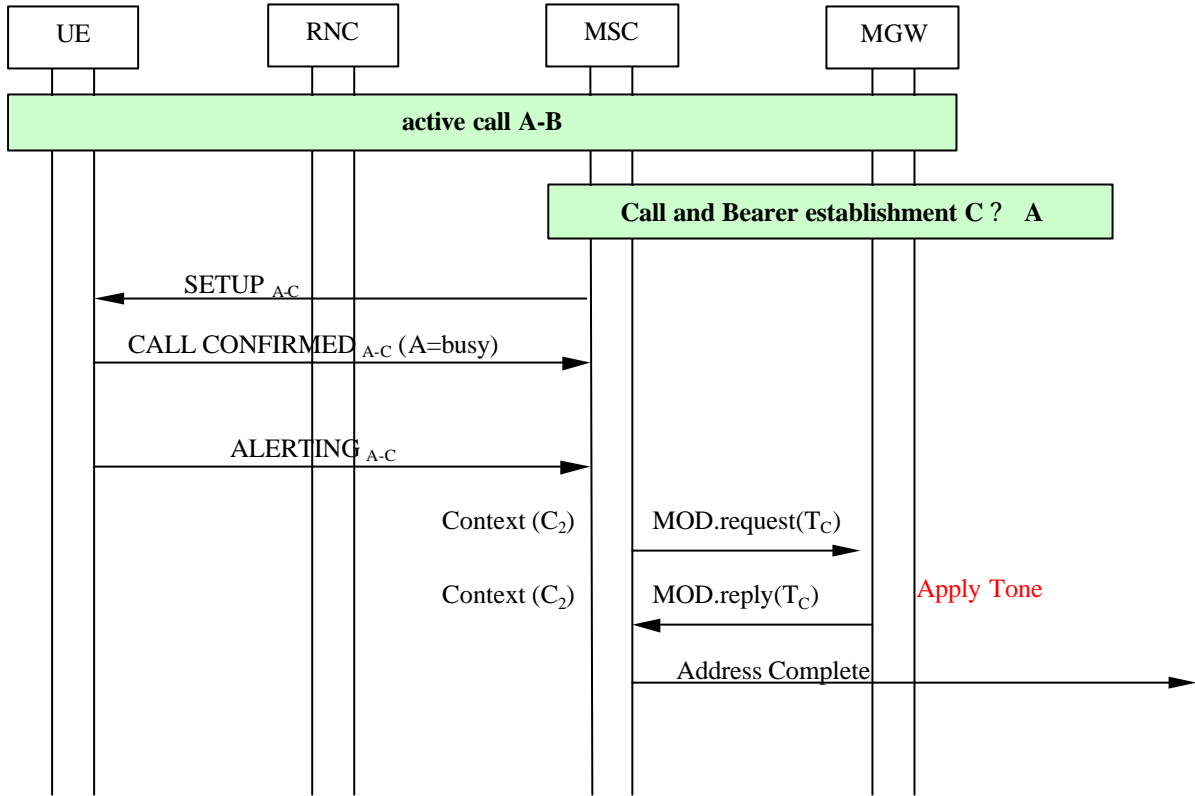 UE RNC MSC MGW
active call A-B
Call and Bearer establishment C ? A
SETUP A-C
CALL CONFIRMED A-C (A=busy)
ALERTING A-C
Context (C2) MOD.request(TC)
Context (C2) MOD.reply(TC) Apply Tone
Address Complete